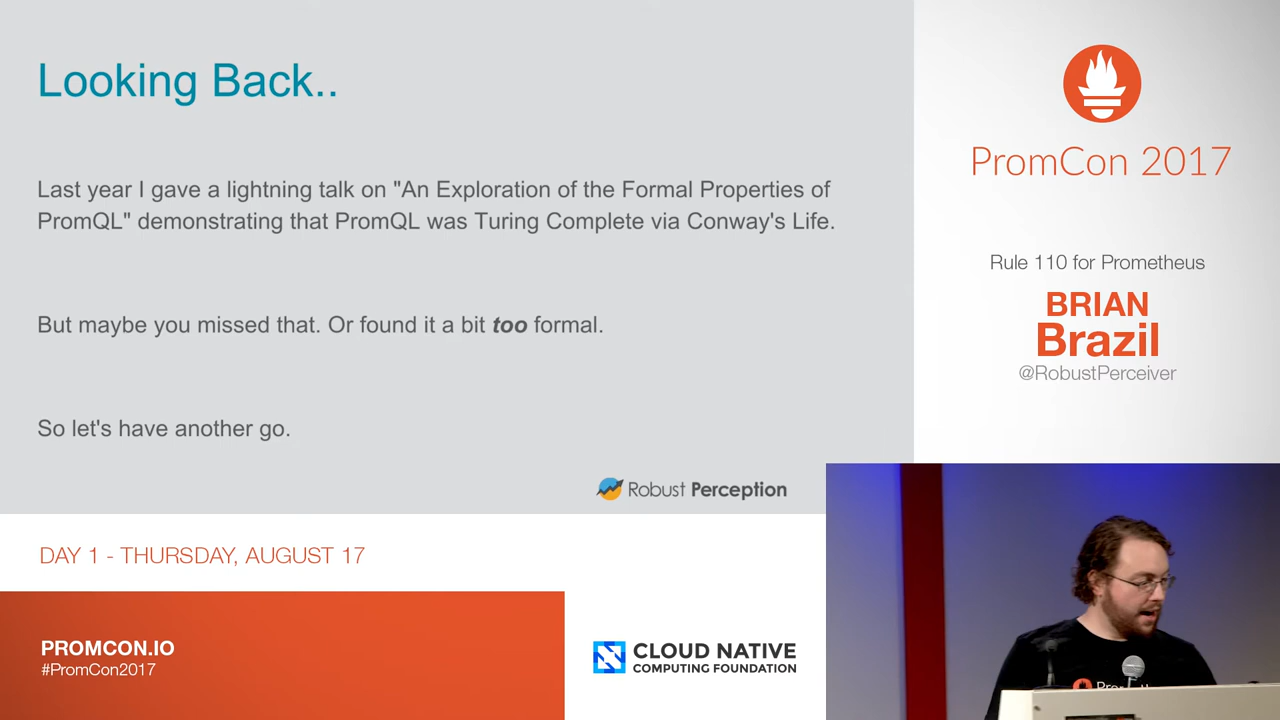 Looking Back..
Last year I gave a lightning talk on "An Exploration of the Formal Properties of
PromQL" demonstrating that PromQL was Turing Complete via Conway's Life.
But maybe you missed that. Or found it a bit too formal.
So let's have another go.
Robust Perception
PromCon 2017
Rule 110 for Prometheus
BRIAN
Brazil
@RobustPerceiver
DAY 1 - THURSDAY, AUGUST 17
PROMCON.IO
#PromCon2017
CLOUD NATIVE
COMPUTING FOUNDATION